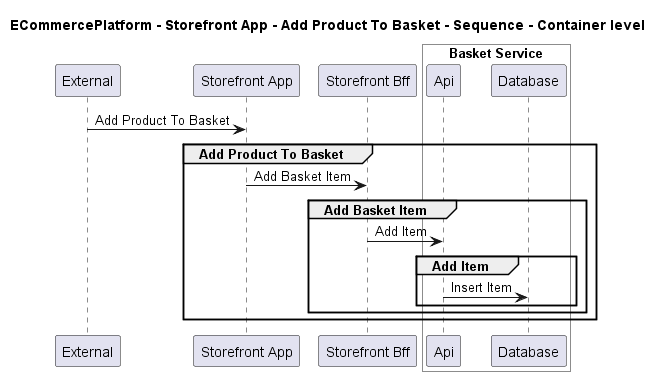 ECommercePlatform - Storefront App - Add Product To Basket - Sequence - Container level
Basket Service
External Storefront App Storefront Bff Api Database
Add Product To Basket
Add Product To Basket
Add Basket Item
Add Basket Item
Add Item
Add Item
Insert Item
External Storefront App Storefront Bff Api Database